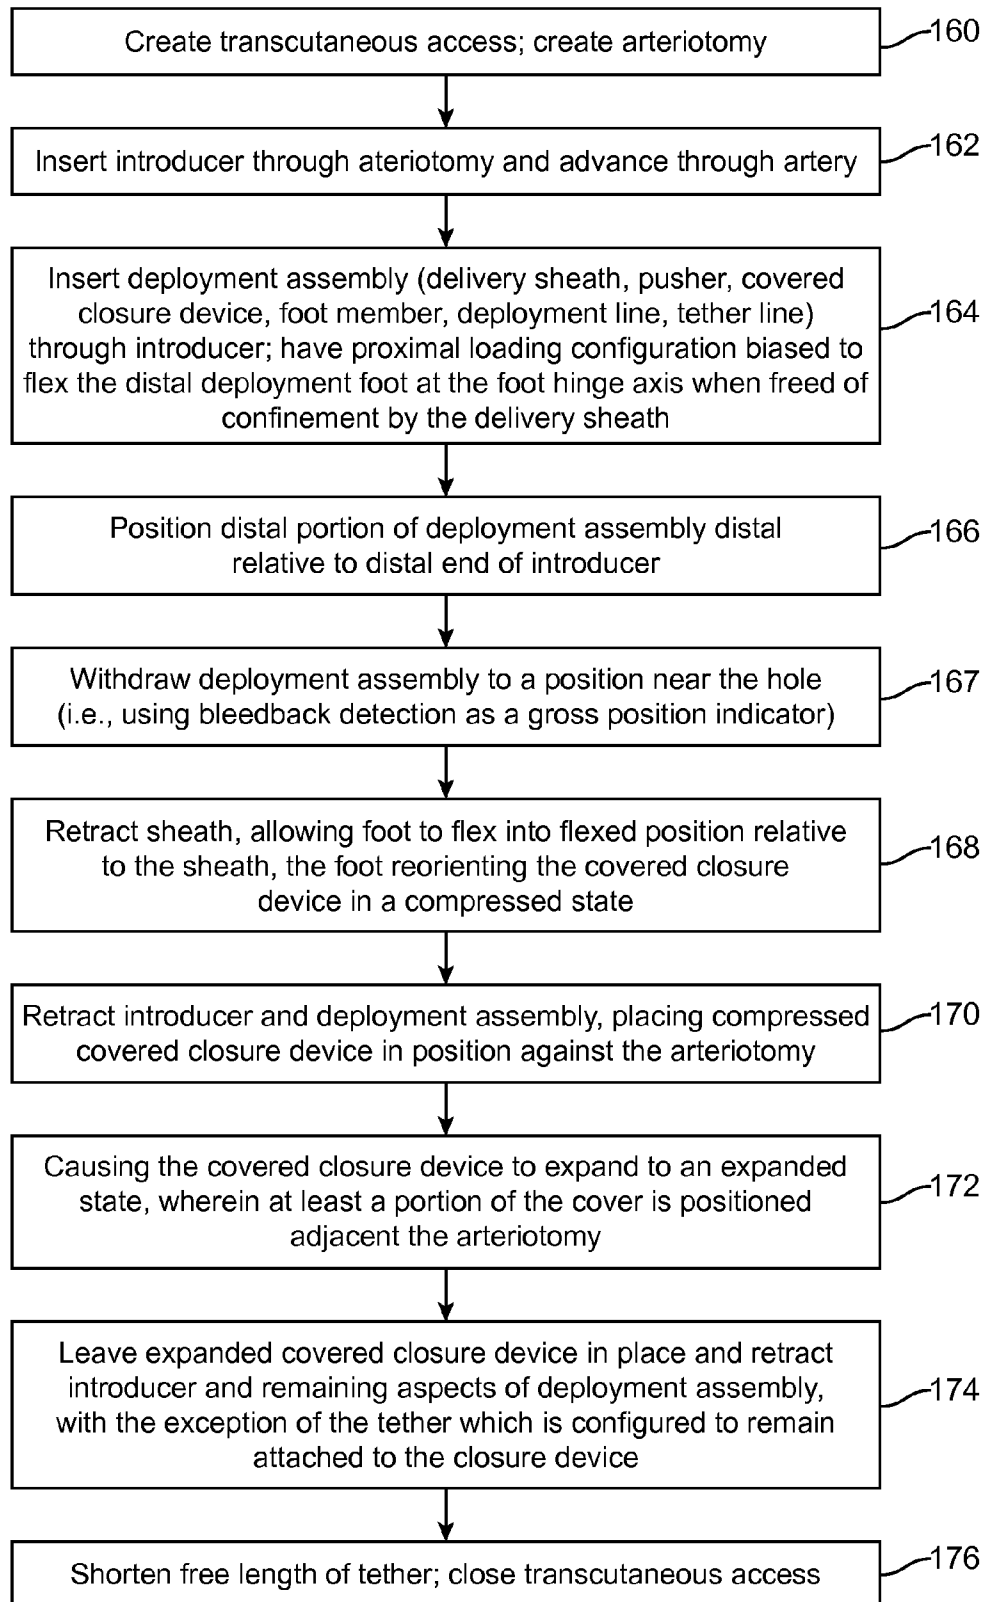 Create transcutaneous access; create arteriotomy
160
Insert introducer through ateriotomy and advance through artery
162
Insert deployment assembly (delivery sheath, pusher, covered
closure device, foot member, deployment line, tether line)
through introducer; have proximal loading configuration biased to
flex the distal deployment foot at the foot hinge axis when freed of
confinement by the delivery sheath
164
Position distal portion of deployment assembly distal
relative to distal end of introducer
166
Withdraw deployment assembly to a position near the hole
(i.e., using bleedback detection as a gross position indicator)
167
Retract sheath, allowing foot to flex into flexed position relative
to the sheath, the foot reorienting the covered closure
device in a compressed state
168
Retract introducer and deployment assembly, placing compressed
covered closure device in position against the arteriotomy
170
Causing the covered closure device to expand to an expanded
state, wherein at least a portion of the cover is positioned
adjacent the arteriotomy
172
Leave expanded covered closure device in place and retract
introducer and remaining aspects of deployment assembly,
with the exception of the tether which is configured to remain
attached to the closure device
174
Shorten free length of tether; close transcutaneous access
176